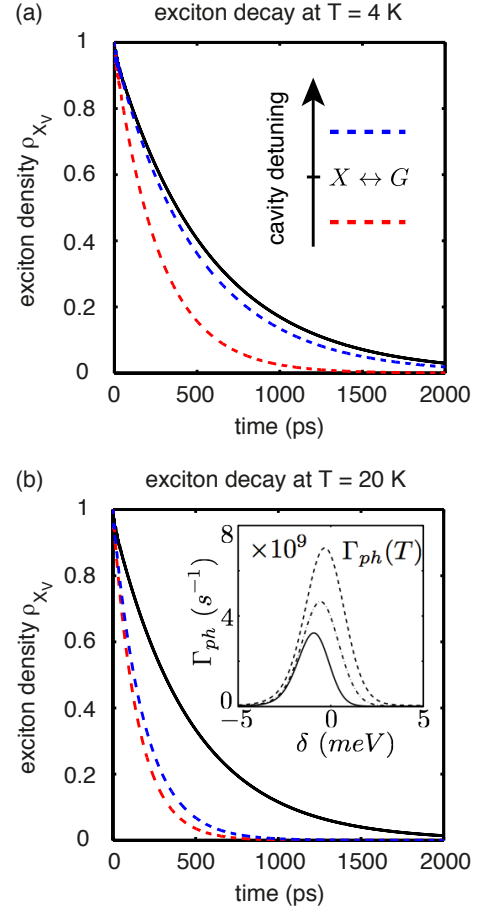 (a) exciton decay at T = 4 K
1
0.8
0.6
0.4
0.2
0
exciton density ρ_{X_V}
cavity detuning
X ↔ G
0 500 1000 1500 2000
time (ps)
(b) exciton decay at T = 20 K
1
0.8
0.6
0.4
0.2
0
exciton density ρ_{X_V}
8
4
0
Γ_{ph} (s^{−1})
×10^9 Γ_{ph}(T)
−5 0 5
δ (meV)
0 500 1000 1500 2000
time (ps)